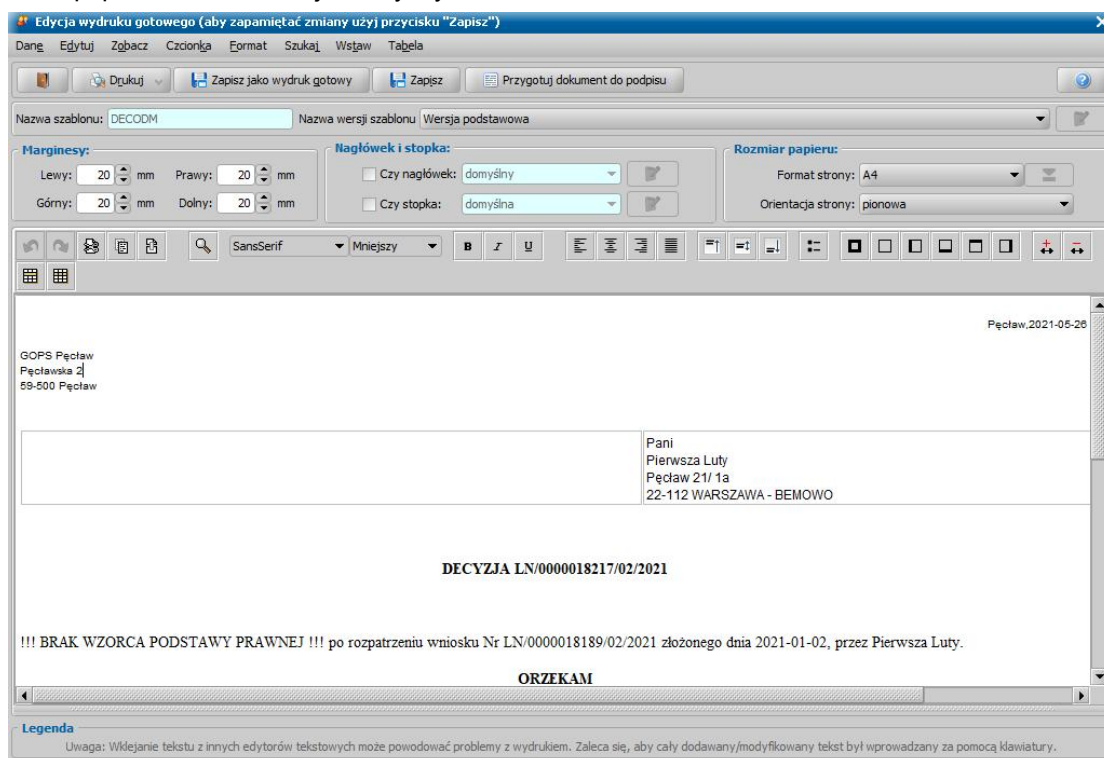 Edycja wydruku gotowego (aby zapamiętać zmiany użyj przycisku "Zapisz")
Dane Edytuj Zobacz Czcionka Format Szukaj Wstaw Tabela
Drukuj Zapisz jako wydruk gotowy Zapisz Przygotuj dokument do podpisu
Nazwa szablonu: DECODM Nazwa wersji szablonu Wersja podstawowa
Marginesy: Nagłówek i stopka: Rozmiar papieru:
Lewy: 20 mm Prawy: 20 mm Czy nagłówek: domyślny Format strony: A4
Górny: 20 mm Dolny: 20 mm Czy stopka: domyślna Orientacja strony: pionowa
SansSerif Mniejszy B I U
Pęcław,2021-05-26
GOPS Pęcław
Pęcławska 2
59-500 Pęcław
Pani
Pierwsza Luty
Pęcław 21/ 1a
22-112 WARSZAWA - BEMOWO
DECYZJA LN/0000018217/02/2021
!!! BRAK WZORCA PODSTAWY PRAWNEJ !!! po rozpatrzeniu wniosku Nr LN/0000018189/02/2021 złożonego dnia 2021-01-02, przez Pierwsza Luty.
ORZEKAM
Legenda
Uwaga: Wklejanie tekstu z innych edytorów tekstowych może powodować problemy z wydrukiem. Zaleca się, aby cały dodawany/modyfikowany tekst był wprowadzany za pomocą klawiatury.